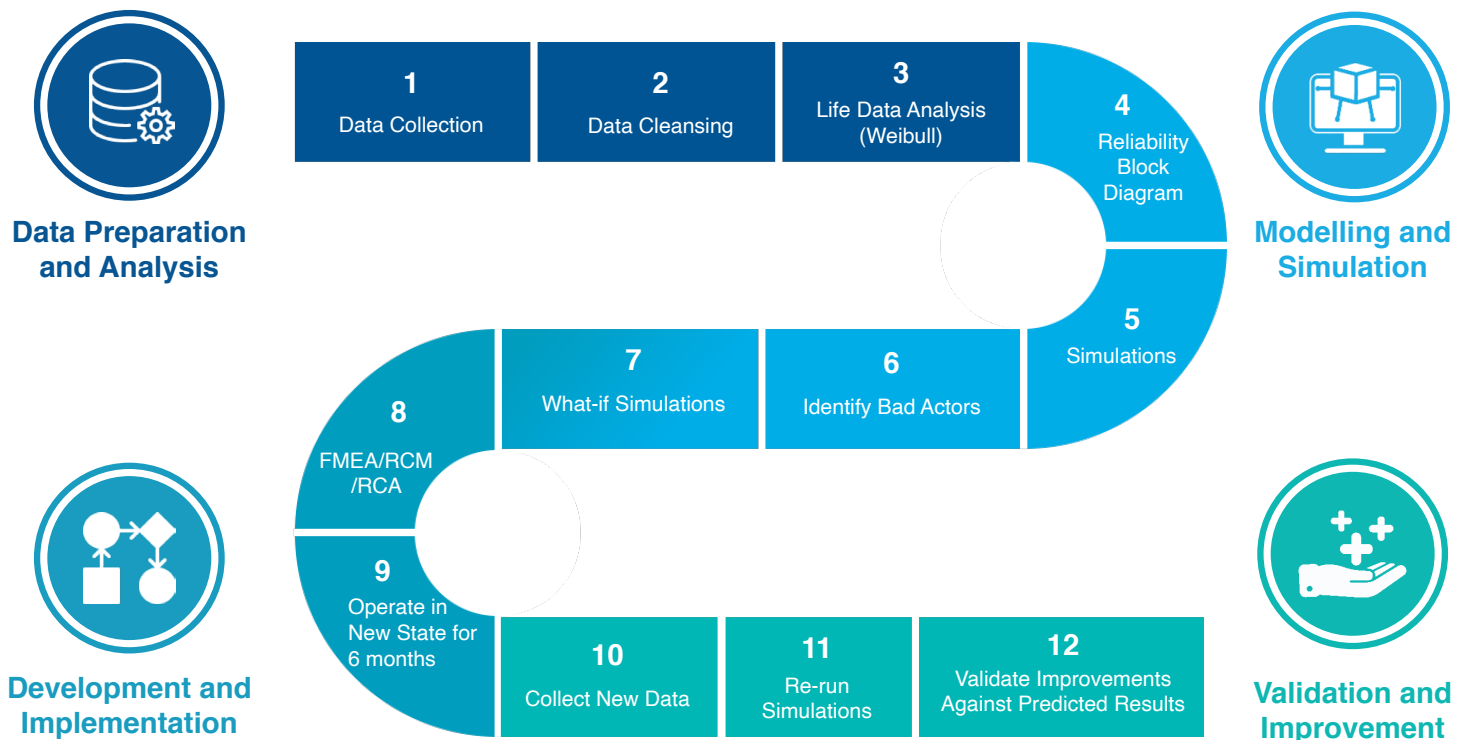 1
Data Collection
2
Data Cleansing
3
Life Data Analysis
(Weibull)
4
Reliability
Block
Diagram
Data Preparation
and Analysis
Modelling and
Simulation
5
Simulations
6
Identify Bad Actors
7
What-if Simulations
8
FMEA/RCM
/RCA
9
Operate in
New State for
6 months
10
Collect New Data
11
Re-run
Simulations
12
Validate Improvements
Against Predicted Results
Development and
Implementation
Validation and
Improvement